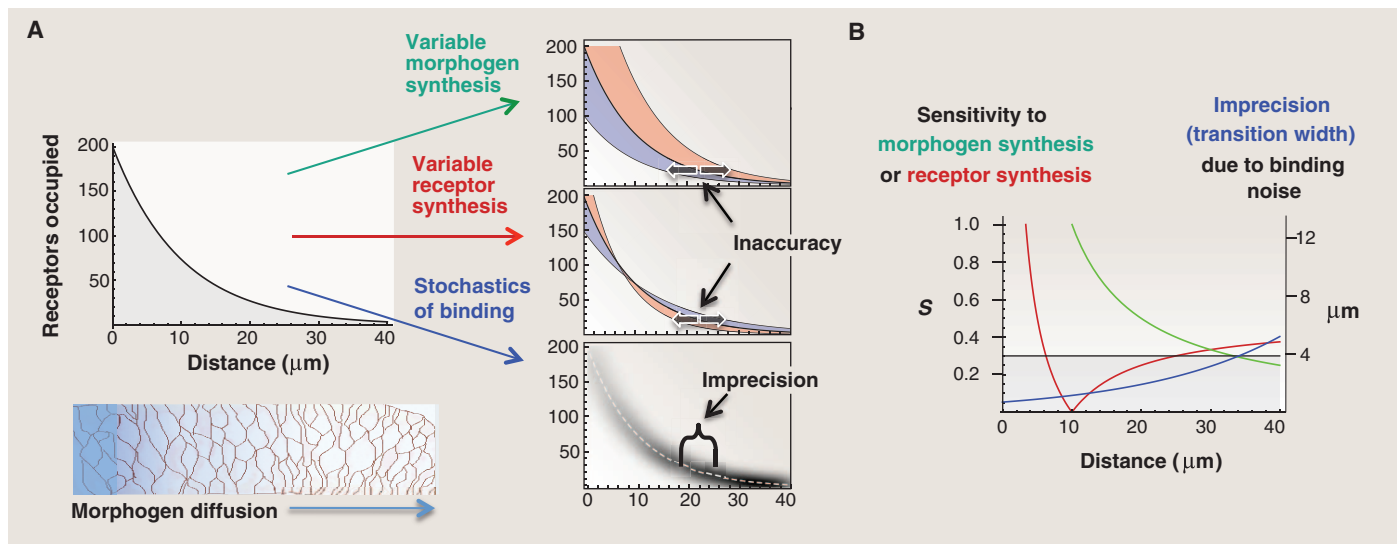 A
Variable
morphogen
synthesis
Variable
receptor
synthesis
Stochastics
of binding
Receptors occupied
200
150
100
50
0 10 20 30 40
Distance (μm)
Morphogen diffusion
200
150
100
50
200
150
100
50
Inaccuracy
200
150
100
50
Imprecision
0 10 20 30 40
B
Sensitivity to
morphogen synthesis
or receptor synthesis
Imprecision
(transition width)
due to binding
noise
S
1.0
0.8
0.6
0.4
0.2
12
8
4
μm
0 10 20 30 40
Distance (μm)